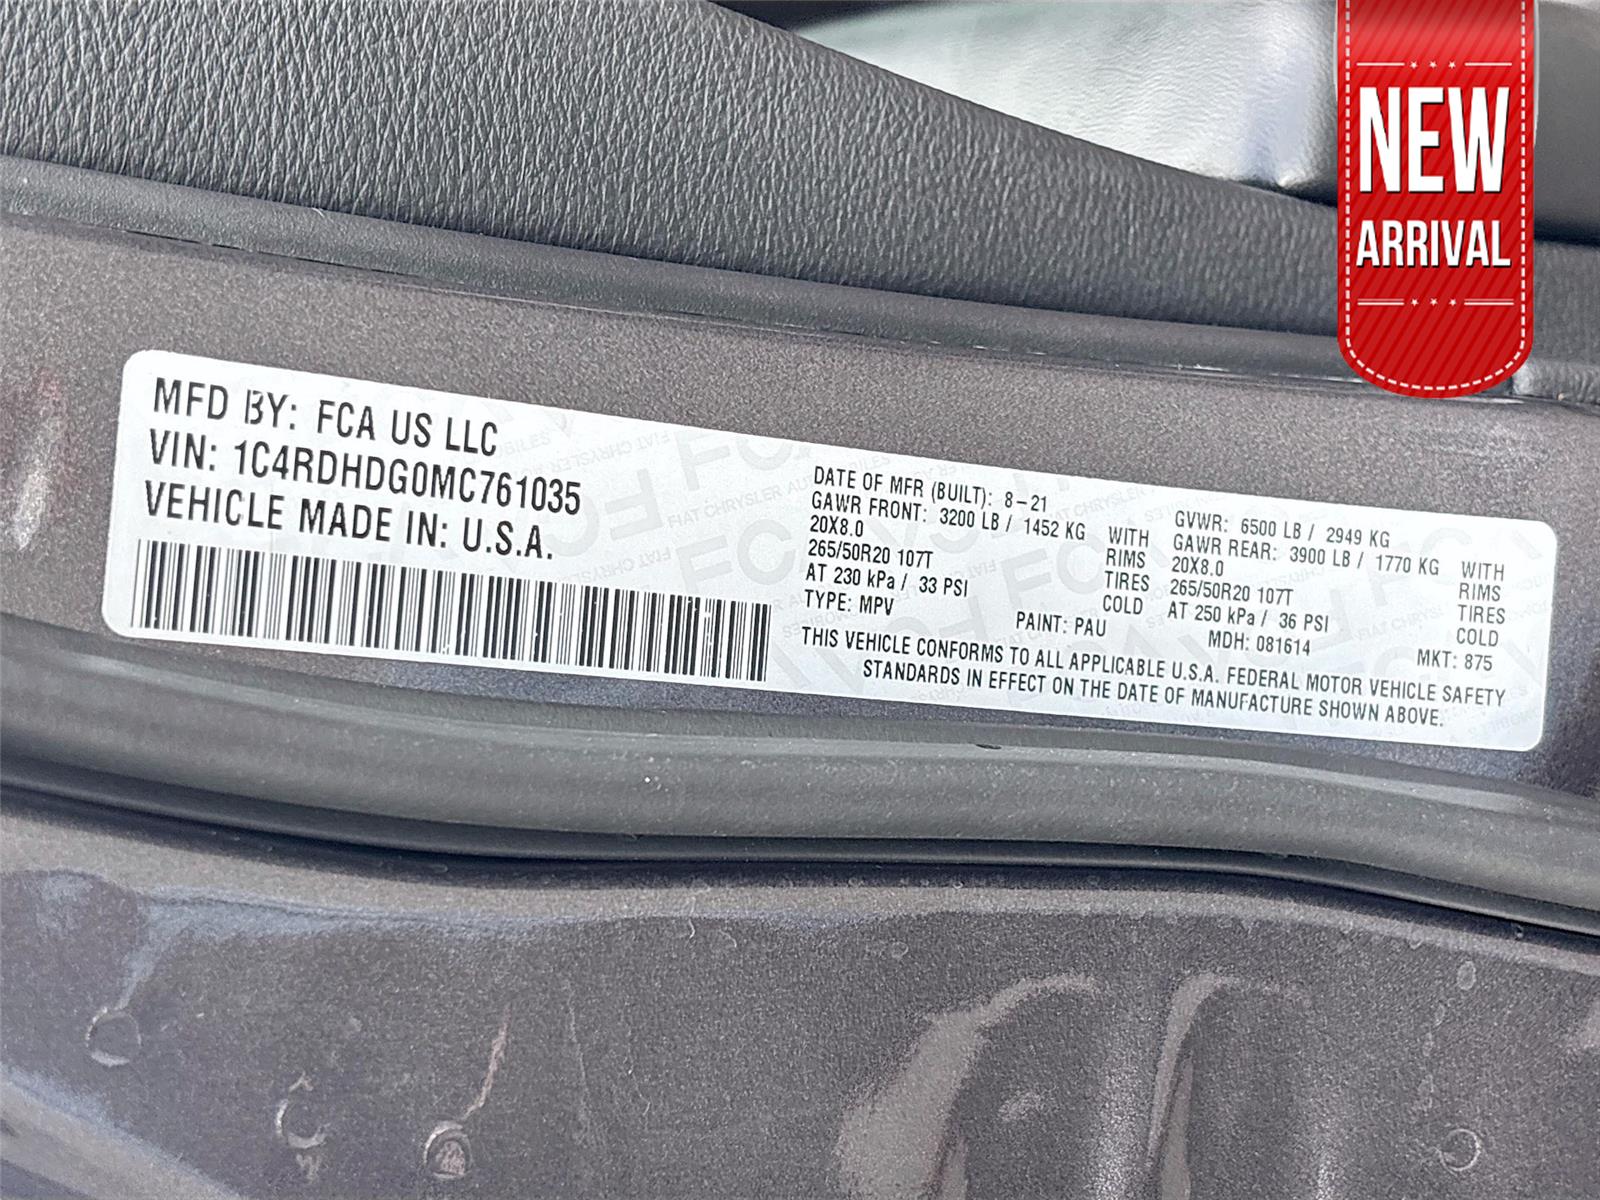 NEW
ARRIVAL
MFD BY: FCA US LLC
VIN: 1C4RDHDG0MC761035
VEHICLE MADE IN: U.S.A.
DATE OF MFR (BUILT): 8-21
GAWR FRONT: 3200 LB / 1452 KG WITH
20X8.0 RIMS
265/50R20 107T TIRES
AT 230 kPa / 33 PSI COLD
TYPE: MPV PAINT: PAU
GVWR: 6500 LB / 2949 KG
GAWR REAR: 3900 LB / 1770 KG WITH
20X8.0 RIMS
265/50R20 107T TIRES
AT 250 kPa / 36 PSI COLD
MDH: 081614 MKT: 875
THIS VEHICLE CONFORMS TO ALL APPLICABLE U.S.A. FEDERAL MOTOR VEHICLE SAFETY
STANDARDS IN EFFECT ON THE DATE OF MANUFACTURE SHOWN ABOVE.